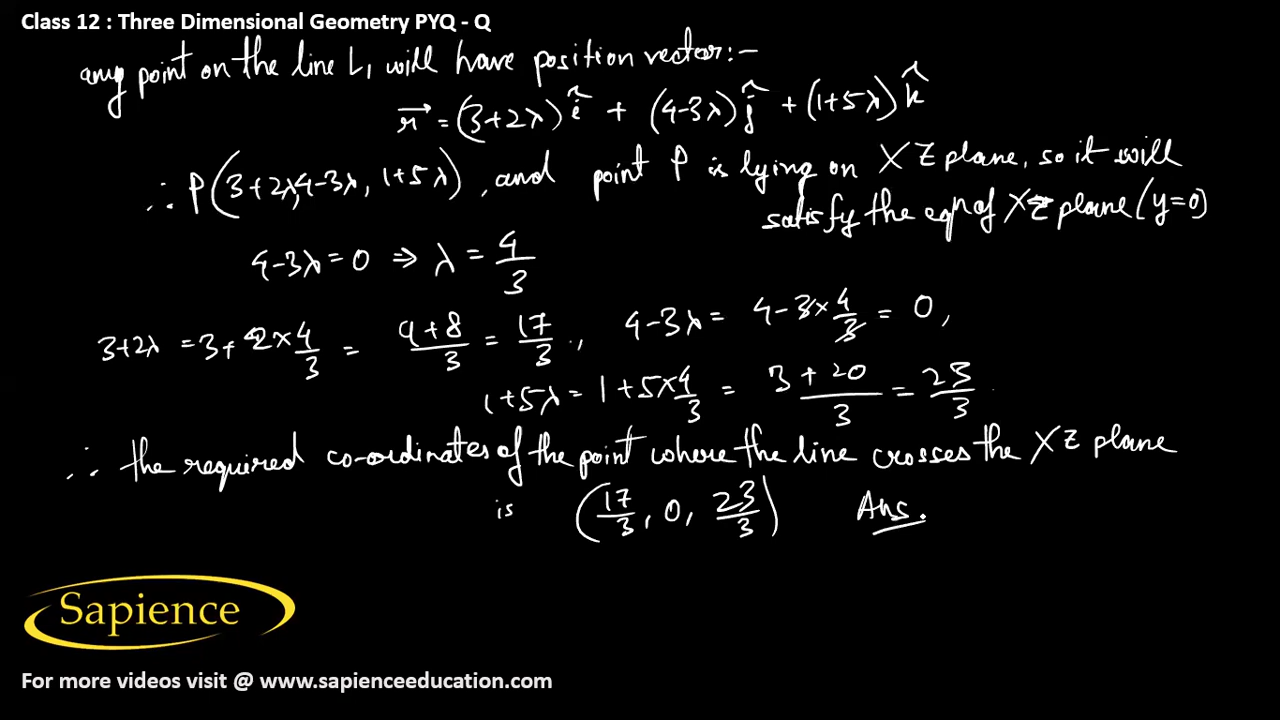 Class 12 : Three Dimensional Geometry PYQ - Q
any point on the line L₁ will have position vector:-
r⃗ = (3+2λ) î + (4-3λ) ĵ + (1+5λ) k̂
∴ P(3+2λ, 4-3λ, 1+5λ), and point P is lying on XZ plane, so it will
satisfy the eqn of XZ plane (y=0)
4-3λ = 0 ⇒ λ = 4/3
3+2λ = 3+2×4/3 = (9+8)/3 = 17/3, 4-3λ = 4-3×4/3 = 0,
1+5λ = 1+5×4/3 = (3+20)/3 = 23/3
∴ the required co-ordinates of the point where the line crosses the XZ plane
is (17/3, 0, 23/3) Ans.
Sapience
For more videos visit @ www.sapienceeducation.com